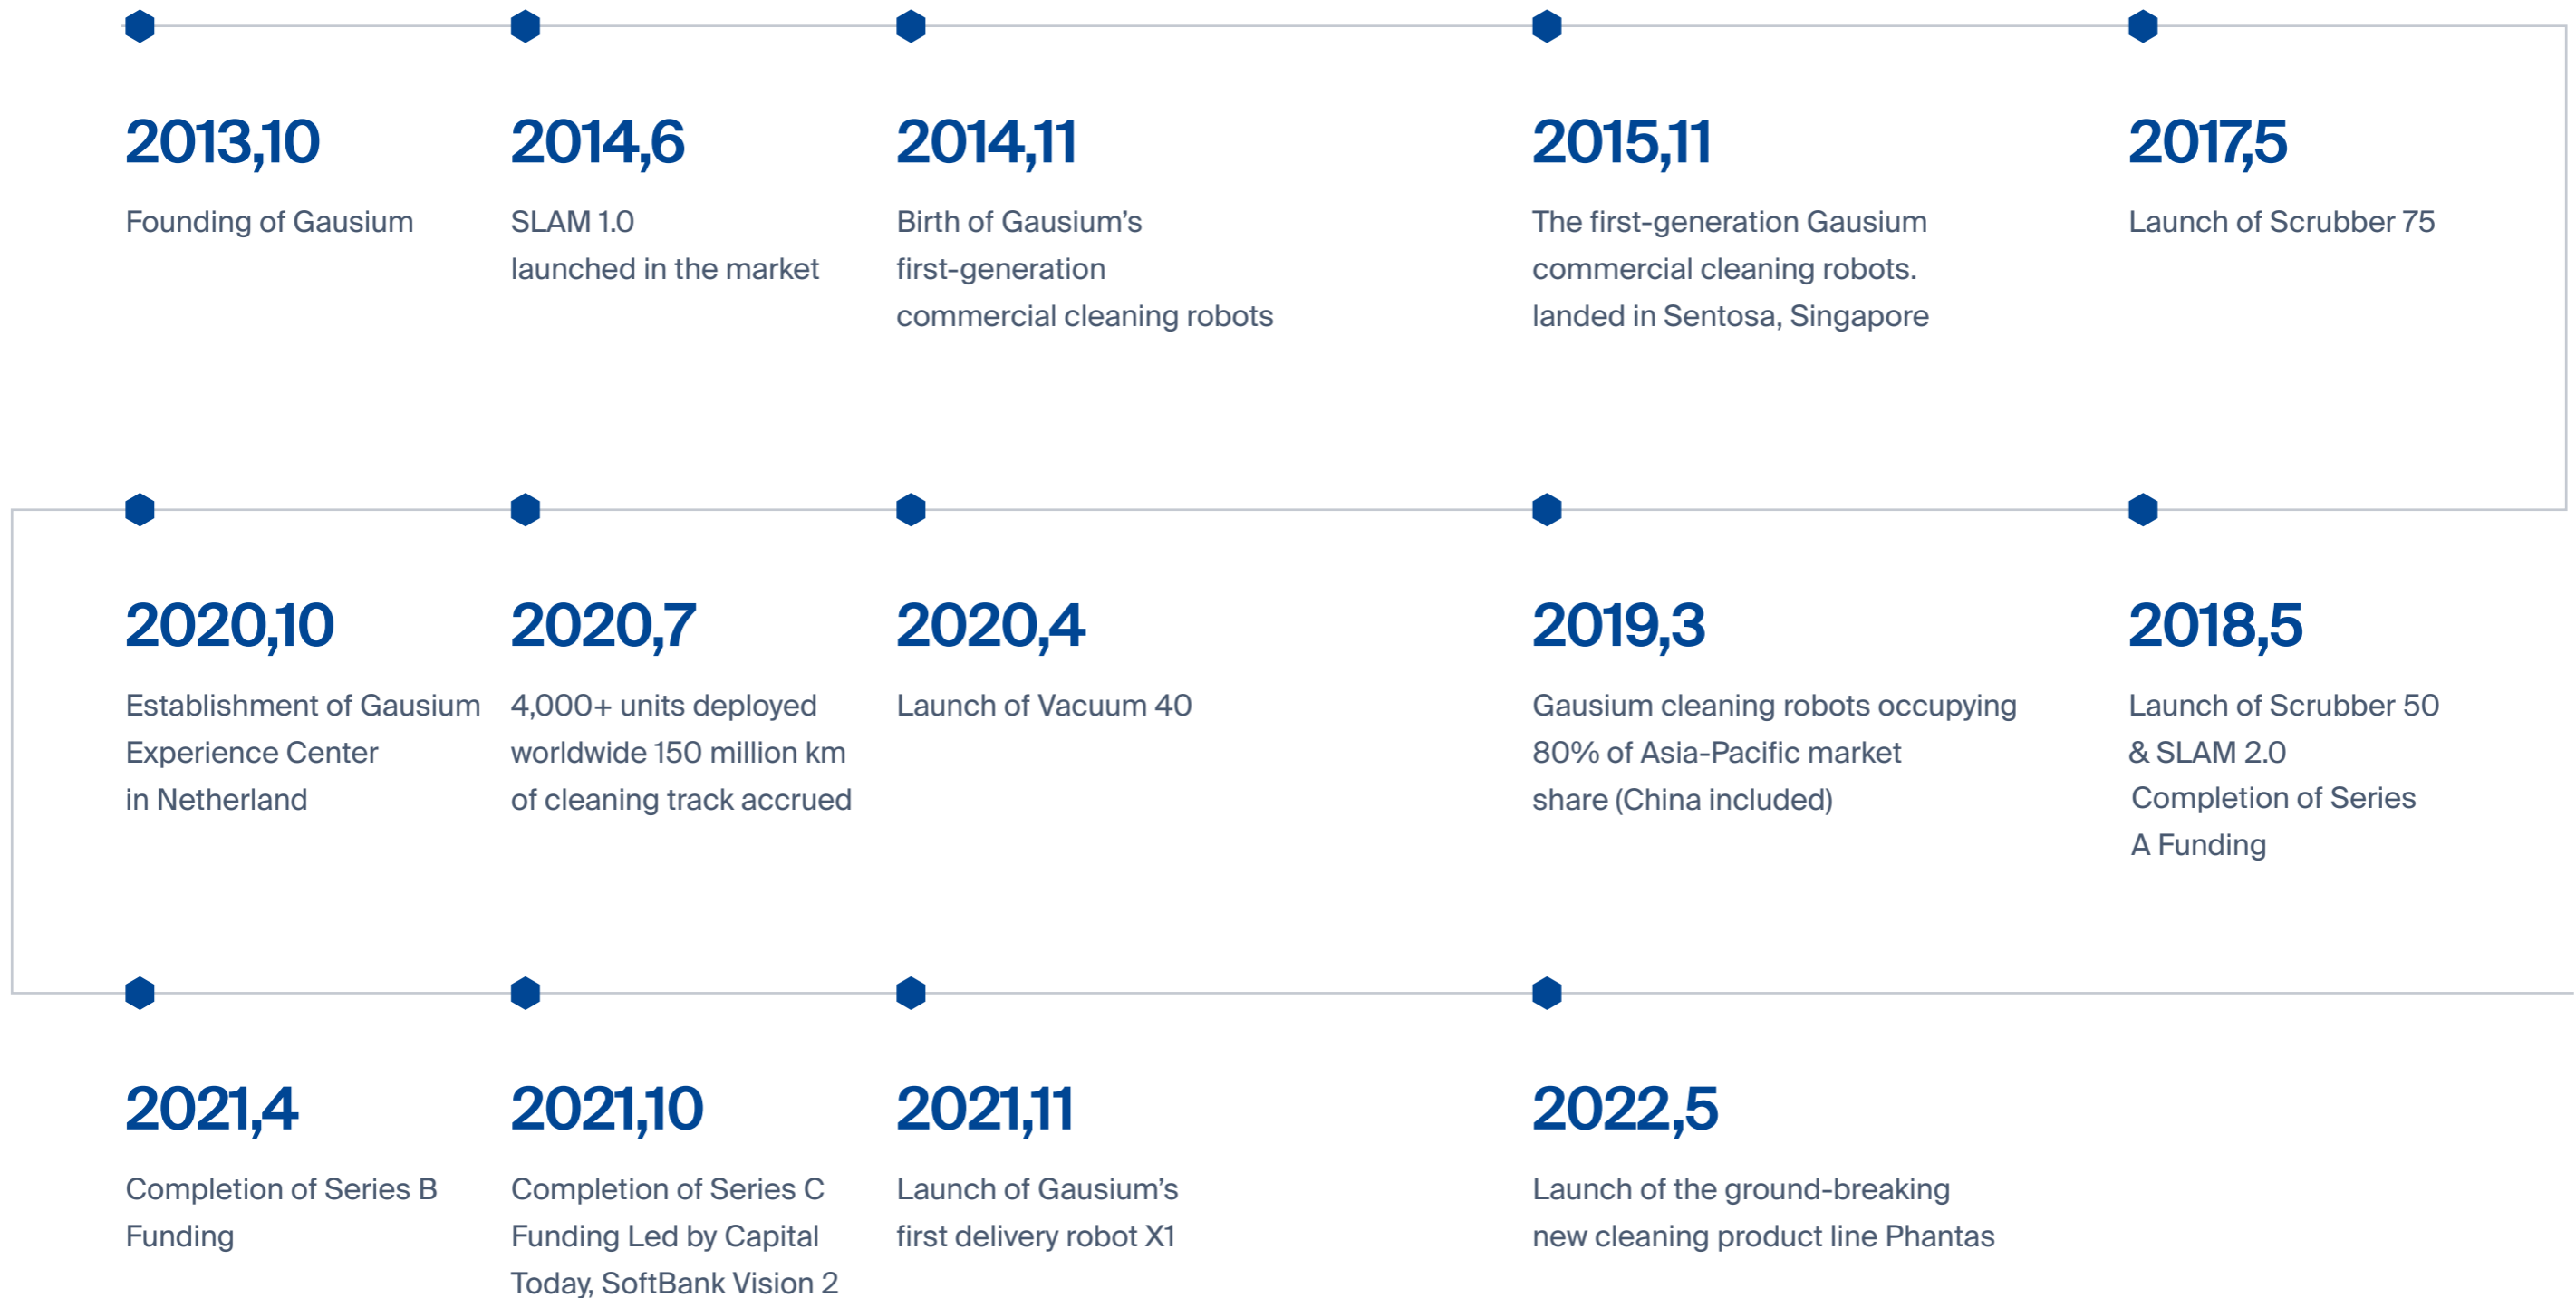 2013,10
Founding of Gausium
2014,6
SLAM 1.0
launched in the market
2014,11
Birth of Gausium’s
first-generation
commercial cleaning robots
2015,11
The first-generation Gausium
commercial cleaning robots.
landed in Sentosa, Singapore
2017,5
Launch of Scrubber 75
2020,10
Establishment of Gausium
Experience Center
in Netherland
2020,7
4,000+ units deployed
worldwide 150 million km
of cleaning track accrued
2020,4
Launch of Vacuum 40
2019,3
Gausium cleaning robots occupying
80% of Asia-Pacific market
share (China included)
2018,5
Launch of Scrubber 50
& SLAM 2.0
Completion of Series
A Funding
2021,4
Completion of Series B
Funding
2021,10
Completion of Series C
Funding Led by Capital
Today, SoftBank Vision 2
2021,11
Launch of Gausium’s
first delivery robot X1
2022,5
Launch of the ground-breaking
new cleaning product line Phantas